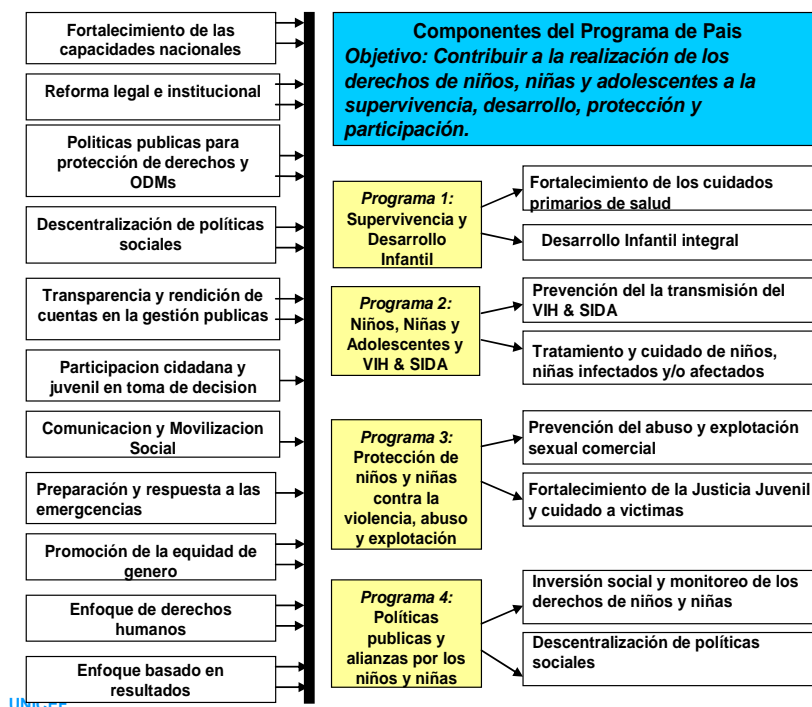 Fortalecimiento de las
capacidades nacionales
Reforma legal e institucional
Politicas publicas para
protección de derechos y
ODMs
Descentralización de políticas
sociales
Transparencia y rendición de
cuentas en la gestión publicas
Participacion cidadana y
juvenil en toma de decision
Comunicacion y Movilizacion
Social
Preparación y respuesta a las
emergcencias
Promoción de la equidad de
genero
Enfoque de derechos
humanos
Enfoque basado en
resultados
UNICEF
Componentes del Programa de Pais
Objetivo: Contribuir a la realización de los
derechos de niños, niñas y adolescentes a la
supervivencia, desarrollo, protección y
participación.
Programa 1:
Supervivencia y
Desarrollo
Infantil
Fortalecimiento de los cuidados
primarios de salud
Desarrollo Infantil integral
Programa 2:
Niños, Niñas y
Adolescentes y
VIH & SIDA
Prevención del la transmisión del
VIH & SIDA
Tratamiento y cuidado de niños,
niñas infectados y/o afectados
Programa 3:
Protección de
niños y niñas
contra la
violencia, abuso
y explotación
Prevención del abuso y explotación
sexual comercial
Fortalecimiento de la Justicia Juvenil
y cuidado a victimas
Programa 4:
Políticas
publicas y
alianzas por los
niños y niñas
Inversión social y monitoreo de los
derechos de niños y niñas
Descentralización de políticas
sociales